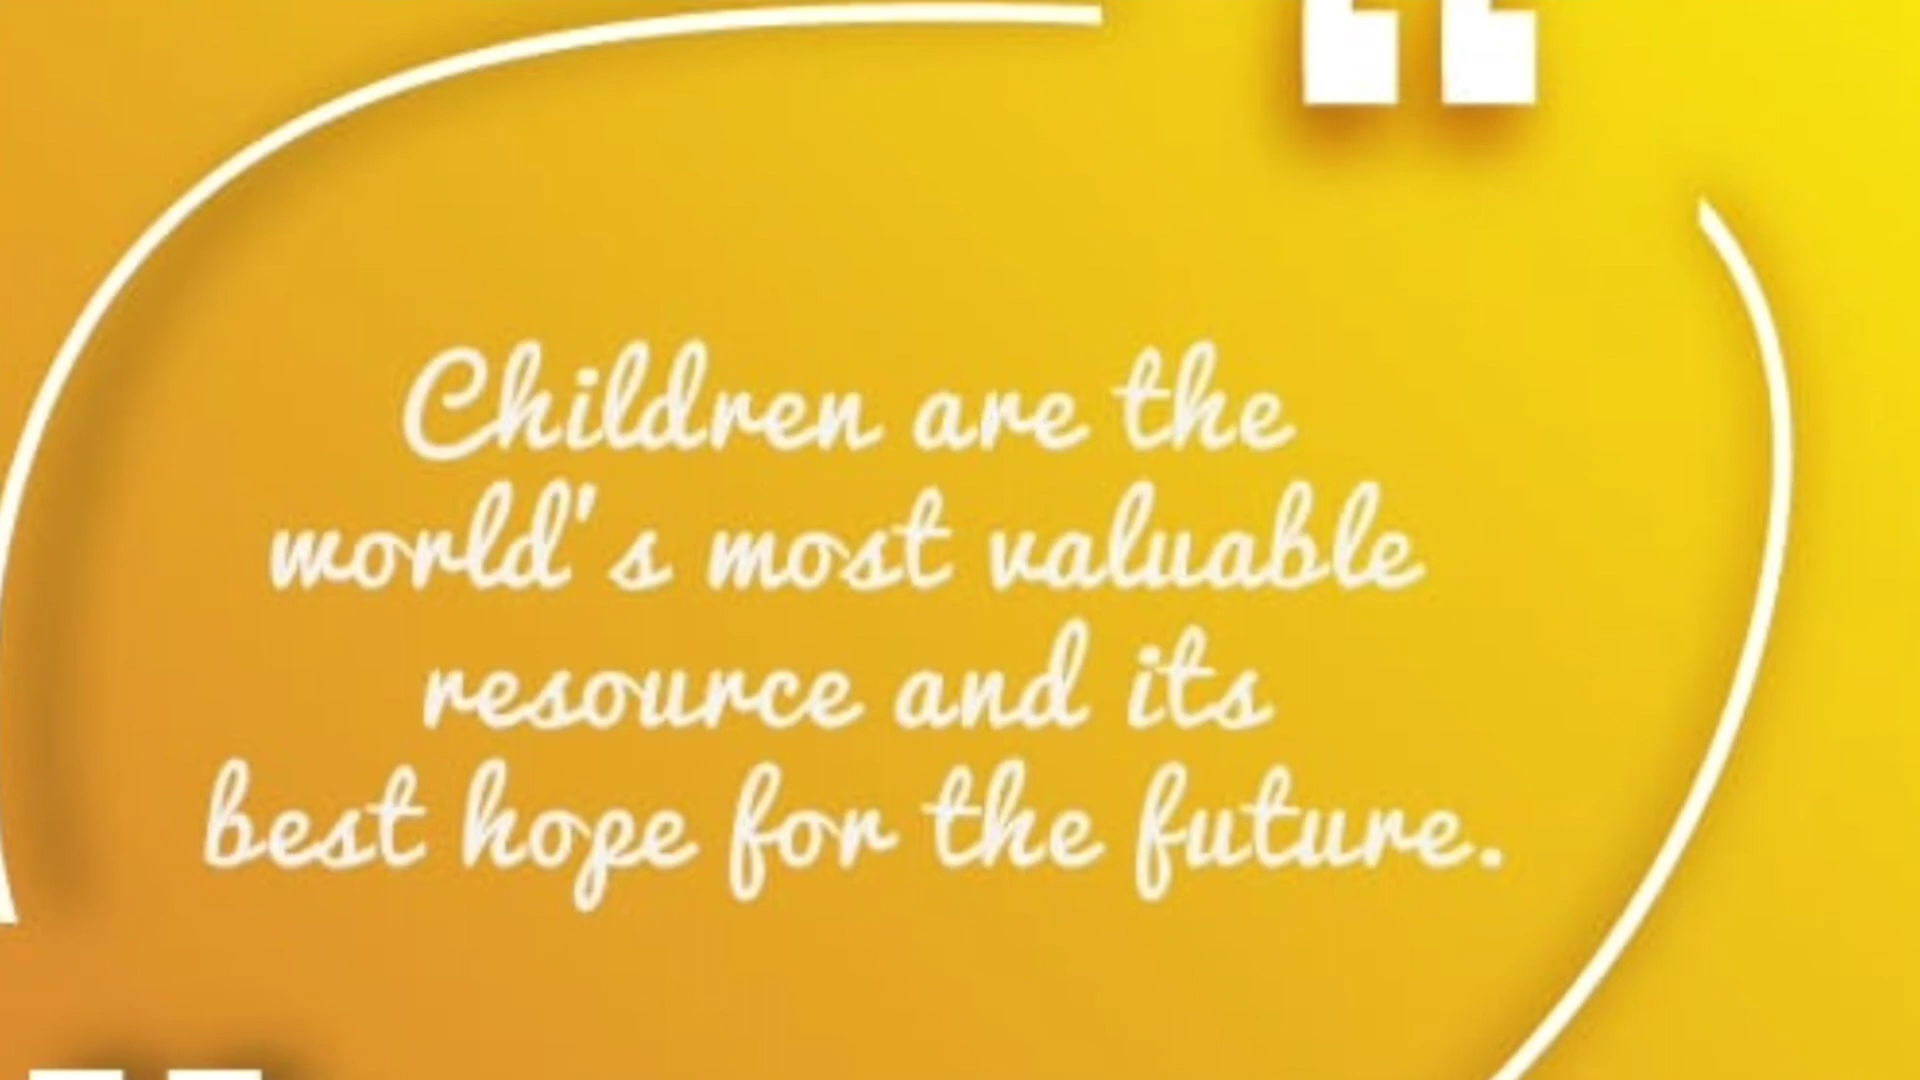 Children are the
world's most valuable
resource and its
best hope for the future.